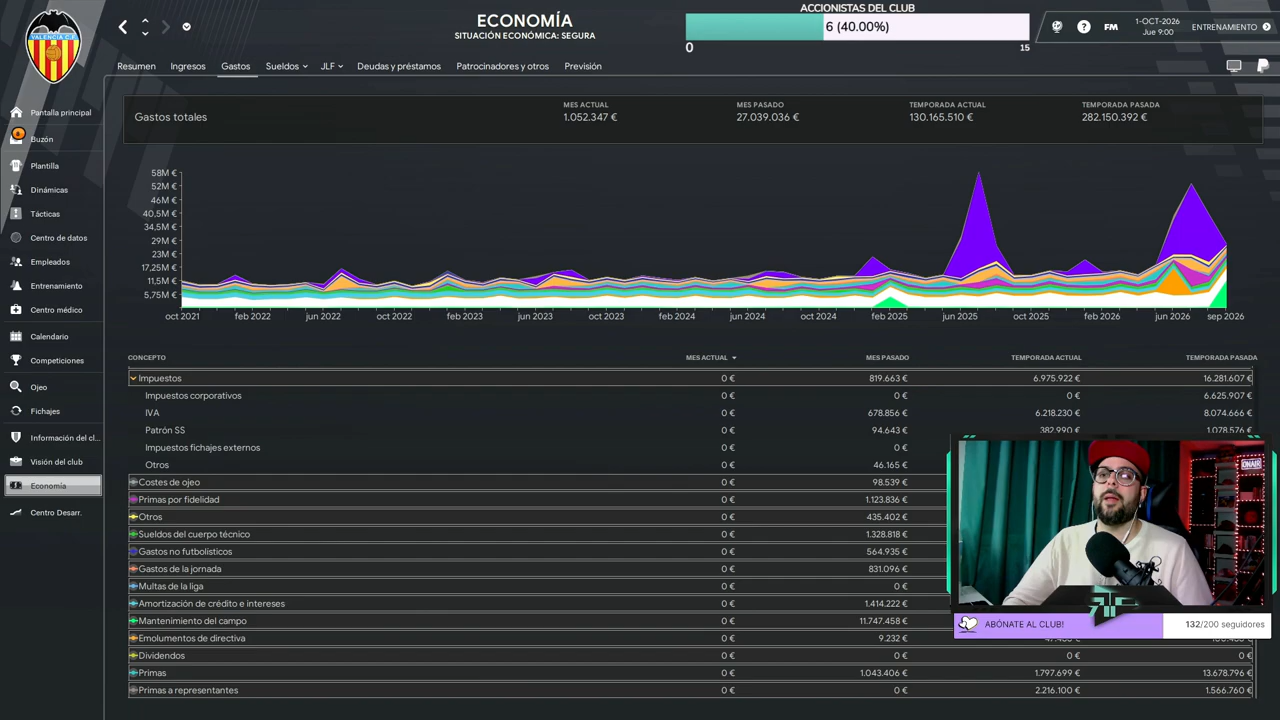 ACCIONISTAS DEL CLUB
6 (40.00%)
0
15
ECONOMÍA
SITUACIÓN ECONÓMICA: SEGURA
VALENCIA C.F.
FM
1-OCT-2026
Jue 9:00
ENTRENAMIENTO
Resumen
Ingresos
Gastos
Sueldos
JLF
Deudas y préstamos
Patrocinadores y otros
Previsión
Pantalla principal
Buzón
Plantilla
Dinámicas
Tácticas
Centro de datos
Empleados
Entrenamiento
Centro médico
Calendario
Competiciones
Ojeo
Fichajes
Información del cl...
Visión del club
Economía
Centro Desarr.
Gastos totales
MES ACTUAL
1.052.347 €
MES PASADO
27.039.036 €
TEMPORADA ACTUAL
130.165.510 €
TEMPORADA PASADA
282.150.392 €
58M €
52M €
46M €
40,5M €
34,5M €
29M €
23M €
17,25M €
11,5M €
5,75M €
oct 2021
feb 2022
jun 2022
oct 2022
feb 2023
jun 2023
oct 2023
feb 2024
jun 2024
oct 2024
feb 2025
jun 2025
oct 2025
feb 2026
jun 2026
sep 2026
CONCEPTO MES ACTUAL MES PASADO TEMPORADA ACTUAL TEMPORADA PASADA
Impuestos 0 € 819.663 € 6.975.922 € 16.281.607 €
Impuestos corporativos 0 € 0 € 0 € 6.625.907 €
IVA 0 € 678.856 € 6.218.230 € 8.074.666 €
Patrón SS 0 € 94.643 € 382.990 € 1.078.576 €
Impuestos fichajes externos 0 € 0 €
Otros 0 € 46.165 €
Costes de ojeo 0 € 98.539 €
Primas por fidelidad 0 € 1.123.836 €
Otros 0 € 435.402 €
Sueldos del cuerpo técnico 0 € 1.328.818 €
Gastos no futbolísticos 0 € 564.935 €
Gastos de la jornada 0 € 831.096 €
Multas de la liga 0 € 0 €
Amortización de crédito e intereses 0 € 1.414.222 €
Mantenimiento del campo 0 € 11.747.458 €
Emolumentos de directiva 0 € 9.232 €
Dividendos 0 € 0 € 0 € 0 €
Primas 0 € 1.043.406 € 1.797.699 € 13.678.796 €
Primas a representantes 0 € 0 € 2.216.100 € 1.566.760 €
ON AIR
ABÓNATE AL CLUB!
132/200 seguidores